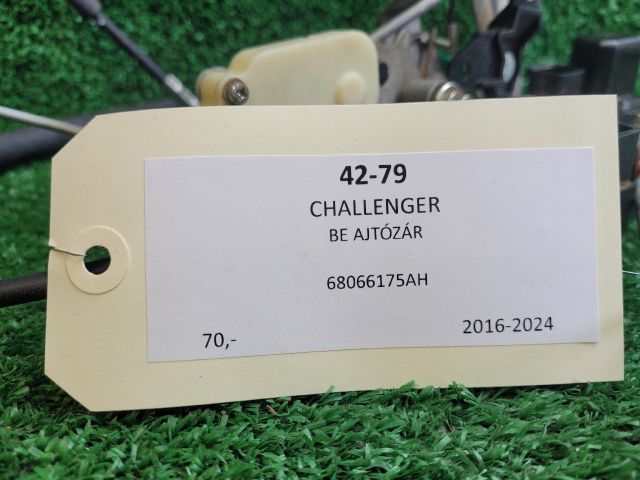 42-79
CHALLENGER
BE AJTÓZÁR
68066175AH
70,-
2016-2024